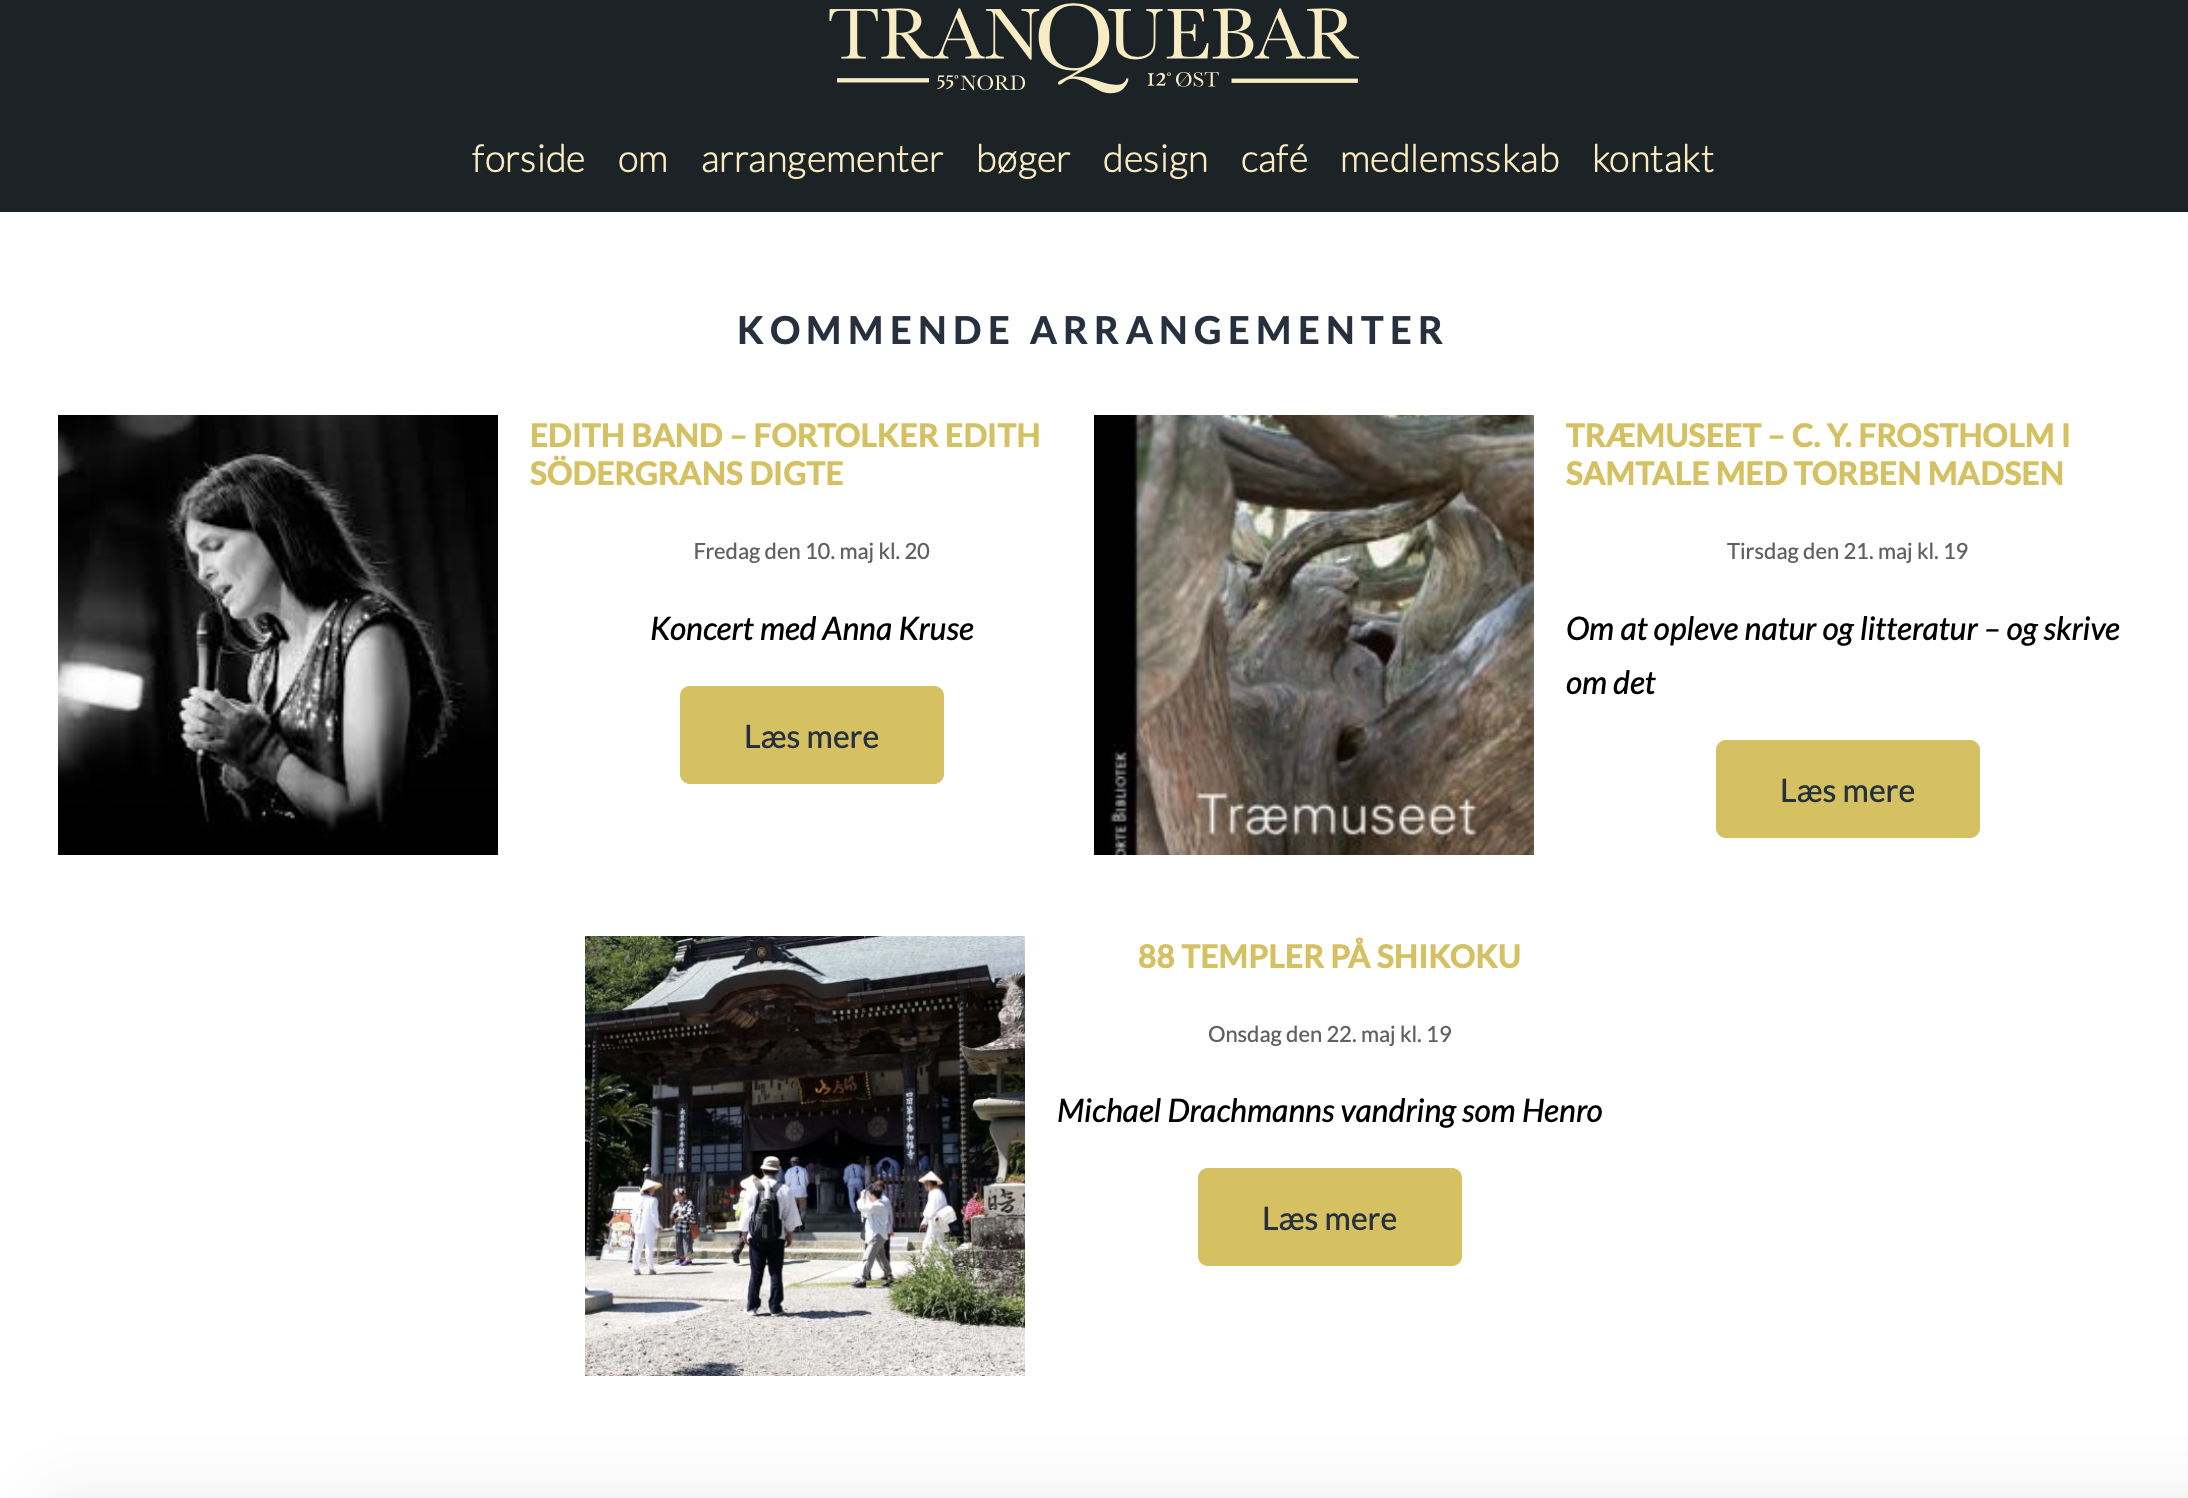 TRANQUEBAR
55° NORD 12° ØST
forside om arrangementer bøger design café medlemsskab kontakt
KOMMENDE ARRANGEMENTER
EDITH BAND – FORTOLKER EDITH
SÖDERGRANS DIGTE
Fredag den 10. maj kl. 20
Koncert med Anna Kruse
Læs mere
Træmuseet
TRÆMUSEET – C. Y. FROSTHOLM I
SAMTALE MED TORBEN MADSEN
Tirsdag den 21. maj kl. 19
Om at opleve natur og litteratur – og skrive
om det
Læs mere
88 TEMPLER PÅ SHIKOKU
Onsdag den 22. maj kl. 19
Michael Drachmanns vandring som Henro
Læs mere